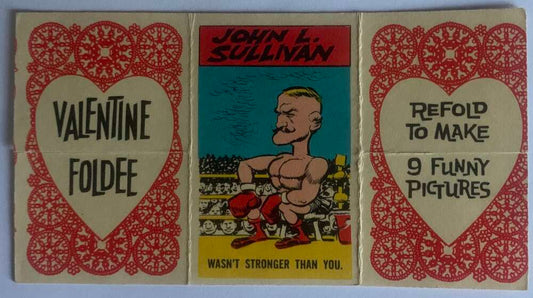 VALENTINE
FOLDEE
JOHN L.
SULLIVAN
WASN'T STRONGER THAN YOU.
REFOLD
TO MAKE
9 FUNNY
PICTURES